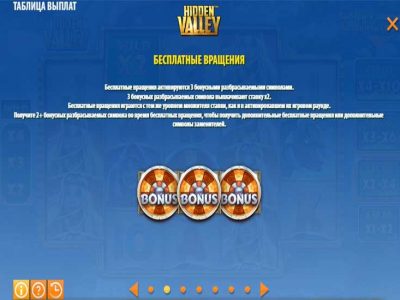 ТАБЛИЦА ВЫПЛАТ
HIDDEN
VALLEY
БЕСПЛАТНЫЕ ВРАЩЕНИЯ
Бесплатные вращения активируются 3 бонусными разбрасываемыми символами.
3 бонусных разбрасываемых символа выплачивают ставку x2.
Бесплатные вращения играются с тем же уровнем множителя ставки, как и в активировавшем их игровом раунде.
Получите 2+ бонусных разбрасываемых символа во время бесплатных вращений, чтобы получить дополнительные бесплатные вращения или дополнительные
символы заменителей.
BONUS BONUS BONUS